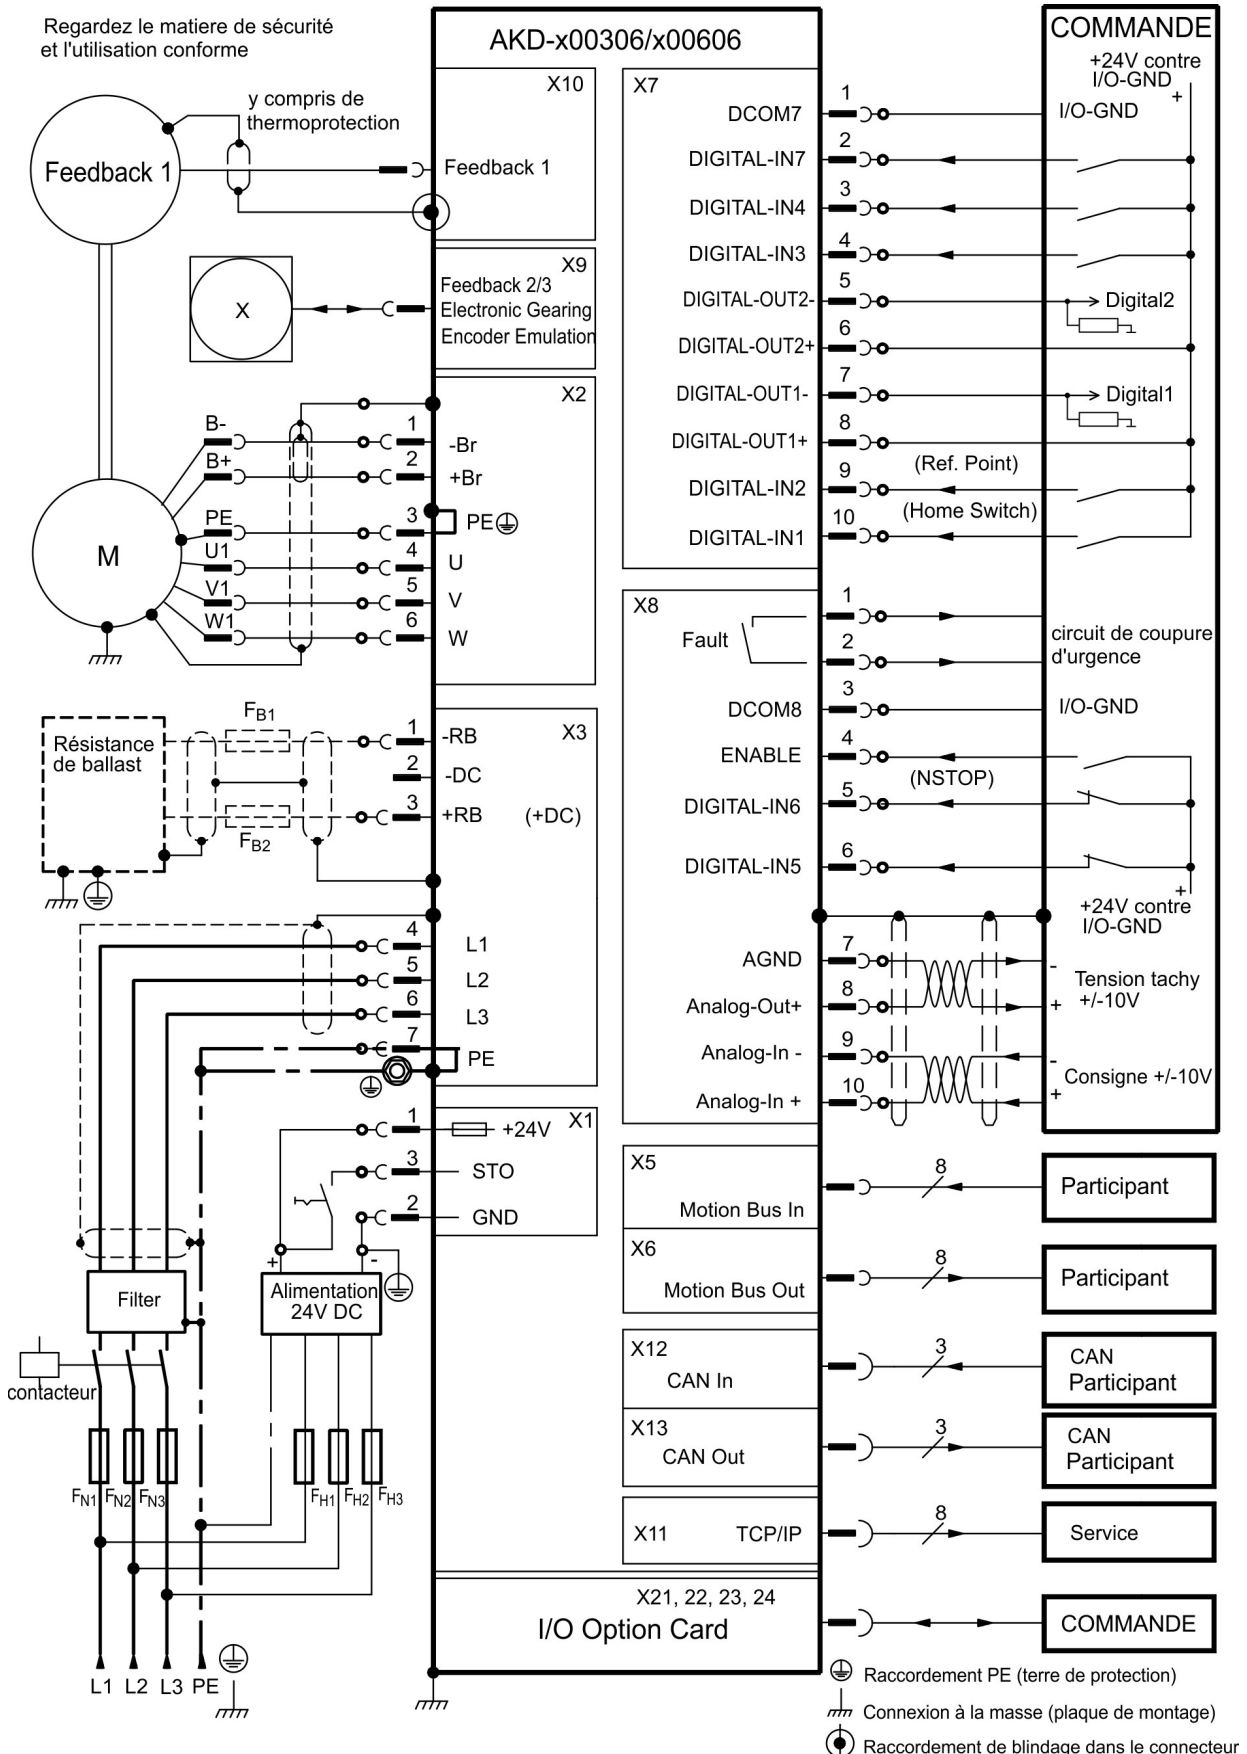 Regardez le matiere de sécurité
et l'utilisation conforme
AKD-x00306/x00606
COMMANDE
+24V contre
I/O-GND
+
I/O-GND
y compris de
thermoprotection
Feedback 1
X10
Feedback 1
X
X9
Feedback 2/3
Electronic Gearing
Encoder Emulation
X2
M
B-
1
-Br
B+
2
+Br
PE
3
PE
U1
4
U
V1
5
V
W1
6
W
X3
Résistance
de ballast
FB1
FB2
1
-RB
2
-DC
3
+RB
(+DC)
4
L1
5
L2
6
L3
7
PE
X1
1
+24V
3
STO
2
GND
+
-
Filter
Alimentation
24V DC
contacteur
FN1
FN2
FN3
FH1
FH2
FH3
L1
L2
L3
PE
X7
DCOM7
1
DIGITAL-IN7
2
DIGITAL-IN4
3
DIGITAL-IN3
4
DIGITAL-OUT2-
5
Digital2
DIGITAL-OUT2+
6
DIGITAL-OUT1-
7
Digital1
DIGITAL-OUT1+
8
(Ref. Point)
DIGITAL-IN2
9
(Home Switch)
DIGITAL-IN1
10
X8
Fault
1
2
circuit de coupure
d'urgence
DCOM8
3
I/O-GND
ENABLE
4
(NSTOP)
DIGITAL-IN6
5
DIGITAL-IN5
6
+
+24V contre
I/O-GND
AGND
7
-
Tension tachy
+/-10V
Analog-Out+
8
+
Analog-In -
9
-
Consigne +/-10V
Analog-In +
10
+
X5
Motion Bus In
8
Participant
X6
Motion Bus Out
8
Participant
X12
CAN In
3
CAN
Participant
X13
CAN Out
3
CAN
Participant
X11
TCP/IP
8
Service
X21, 22, 23, 24
I/O Option Card
COMMANDE
Raccordement PE (terre de protection)
Connexion à la masse (plaque de montage)
Raccordement de blindage dans le connecteur